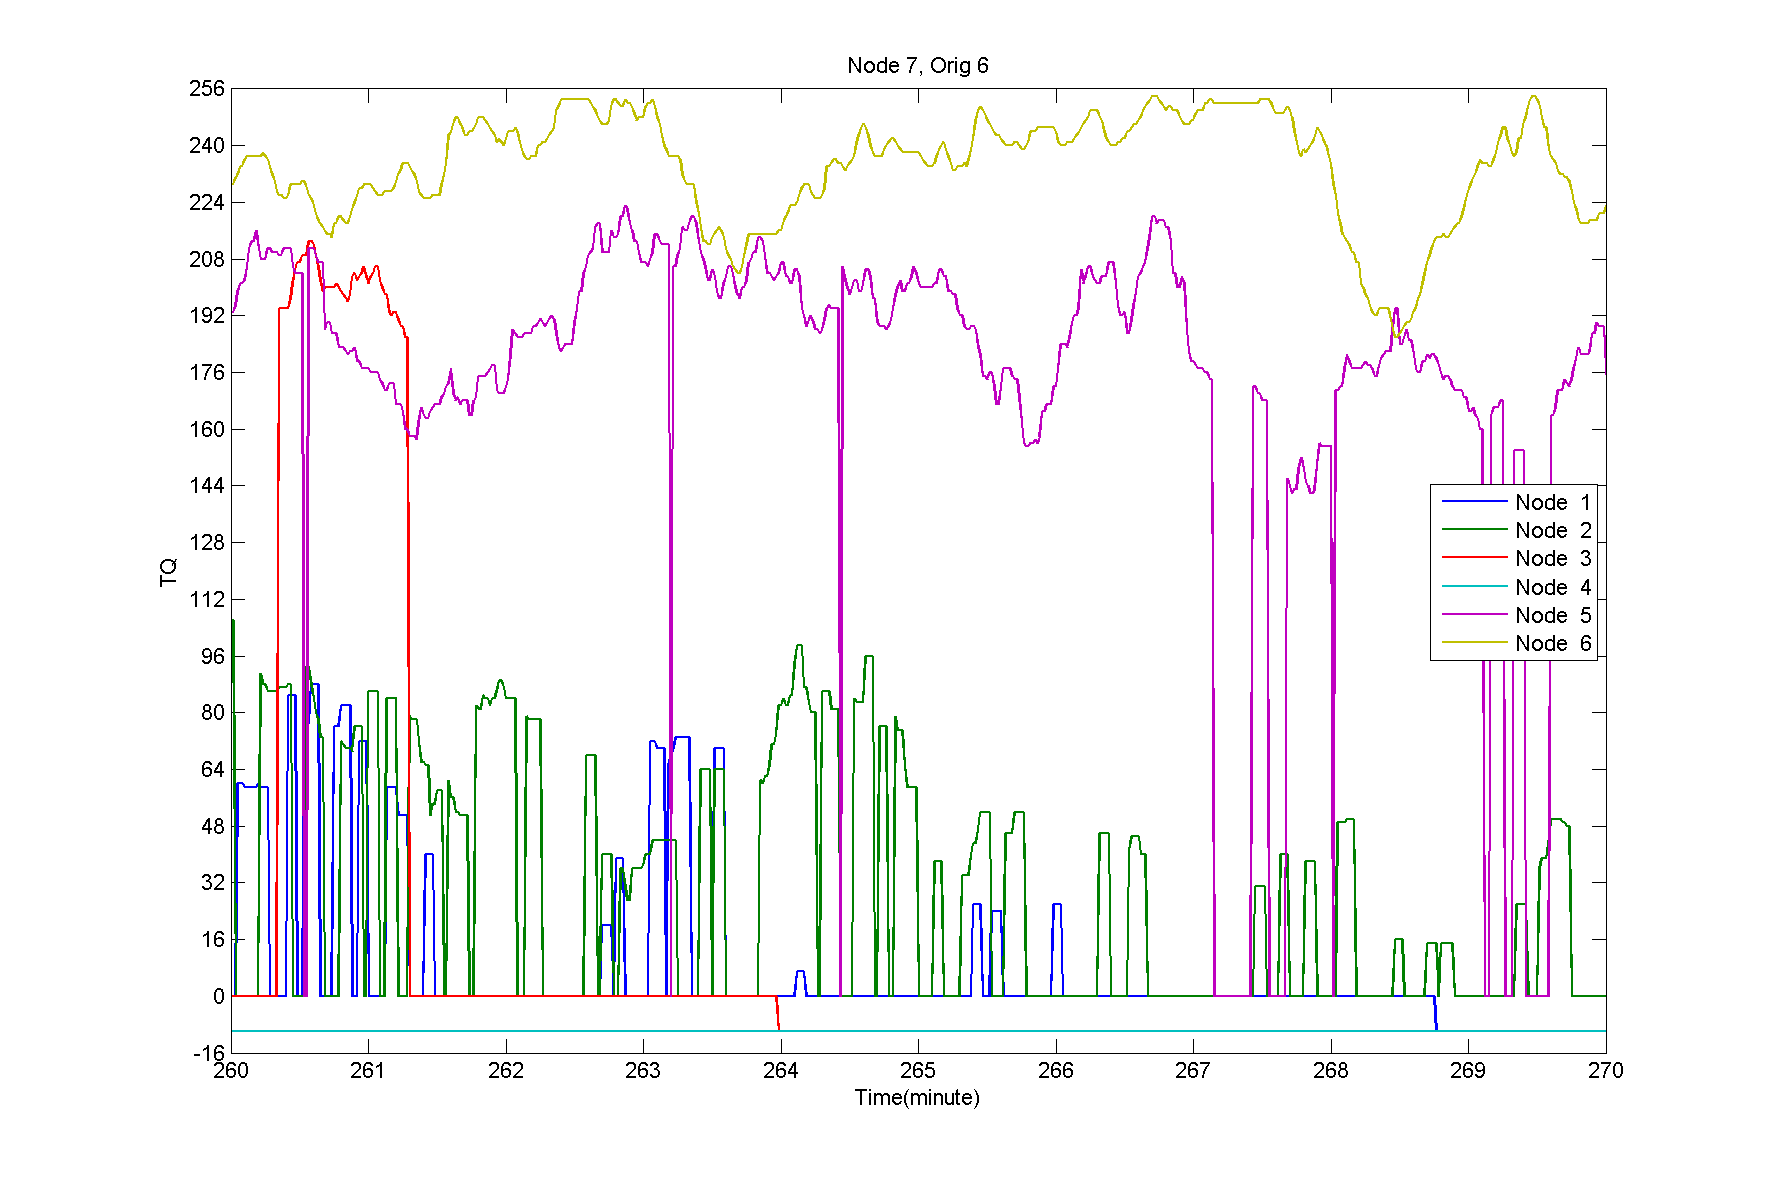 Node 7, Orig 6
256
240
224
208
192
176
160
144
128
112
96
80
64
48
32
16
0
-16
TQ
Node 1
Node 2
Node 3
Node 4
Node 5
Node 6
260 261 262 263 264 265 266 267 268 269 270
Time(minute)